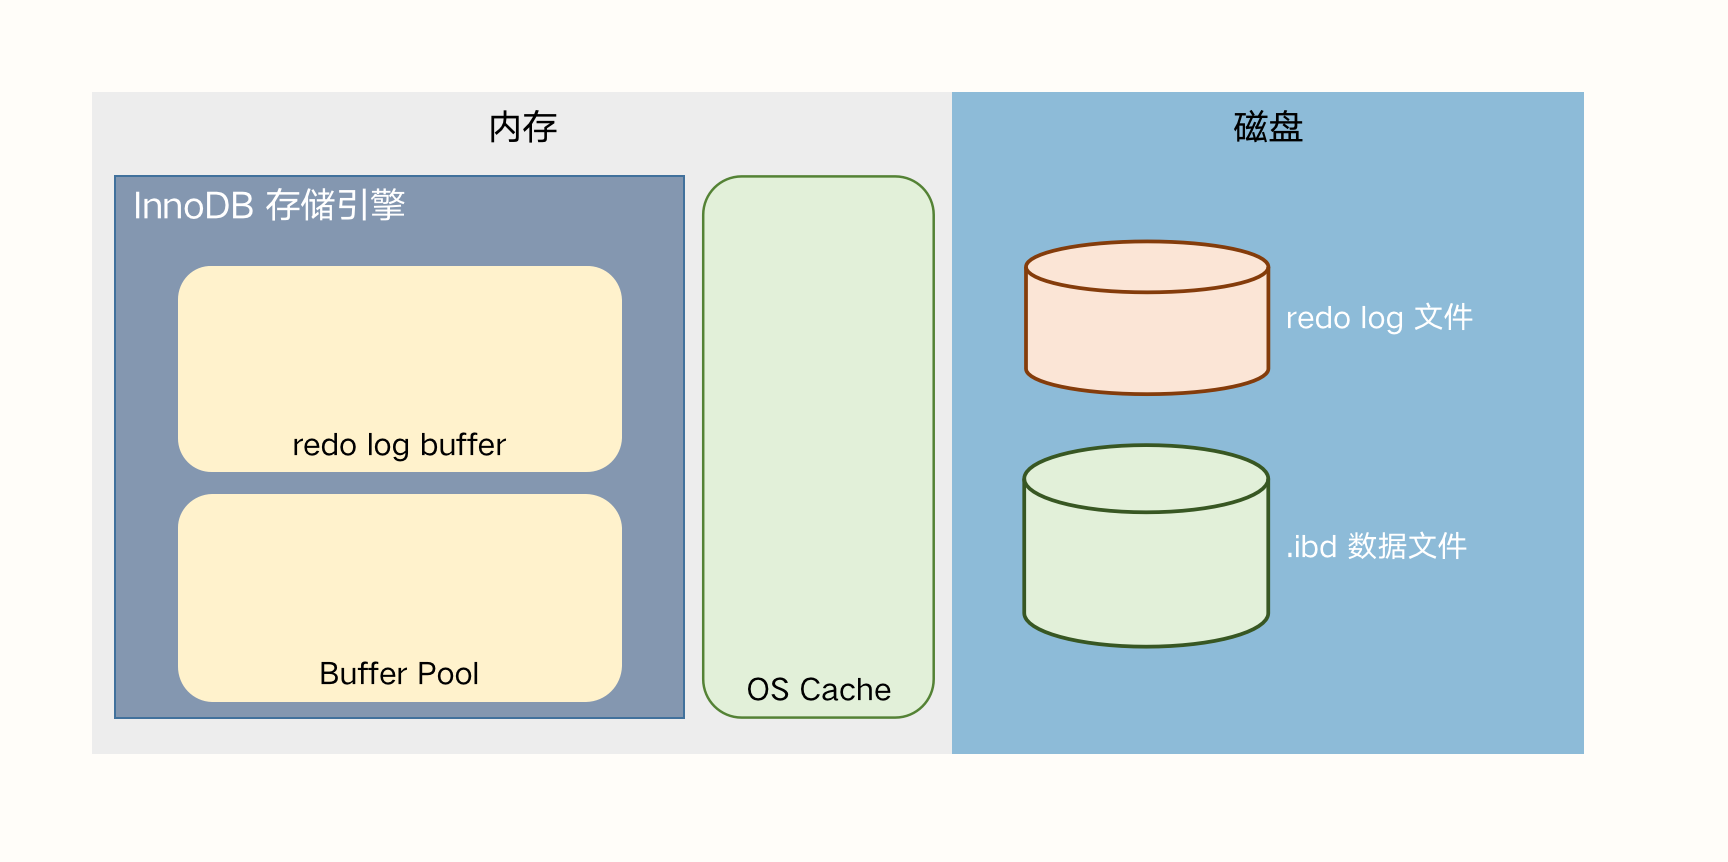 内存
磁盘
InnoDB 存储引擎
redo log buffer
Buffer Pool
OS Cache
redo log 文件
.ibd 数据文件